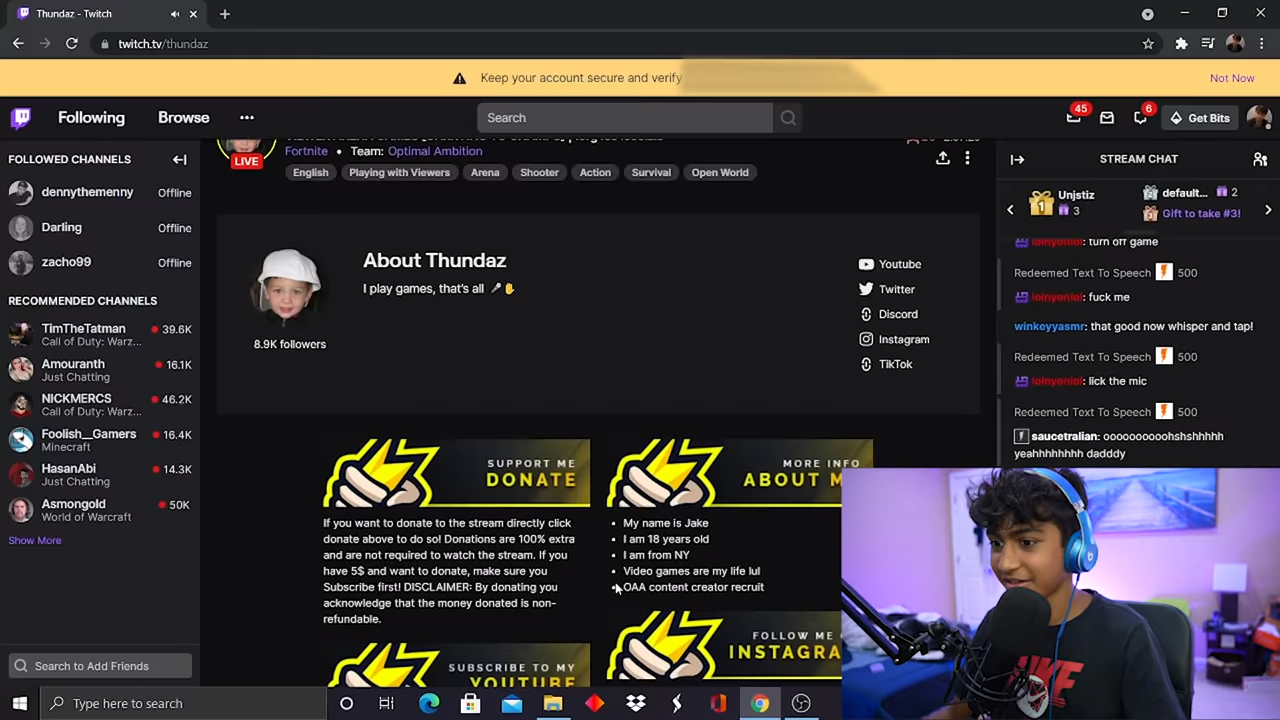 Thundaz - Twitch
twitch.tv/thundaz
Keep your account secure and verify
Not Now
Following
Browse
Search
45
6
Get Bits
FOLLOWED CHANNELS
dennythemenny Offline
Darling Offline
zacho99 Offline
RECOMMENDED CHANNELS
TimTheTatman 39.6K
Call of Duty: Warz...
Amouranth 16.1K
Just Chatting
NICKMERCS 46.2K
Call of Duty: Warz...
Foolish__Gamers 16.4K
Minecraft
HasanAbi 14.3K
Just Chatting
Asmongold 50K
World of Warcraft
Show More
Search to Add Friends
LIVE
Fortnite • Team: Optimal Ambition
English Playing with Viewers Arena Shooter Action Survival Open World
About Thundaz
I play games, that's all
8.9K followers
Youtube
Twitter
Discord
Instagram
TikTok
SUPPORT ME
DONATE
If you want to donate to the stream directly click
donate above to do so! Donations are 100% extra
and are not required to watch the stream. If you
have 5$ and want to donate, make sure you
Subscribe first! DISCLAIMER: By donating you
acknowledge that the money donated is non-
refundable.
SUBSCRIBE TO MY
YOUTUBE
MORE INFO
ABOUT M
• My name is Jake
• I am 18 years old
• I am from NY
• Video games are my life lul
• OAA content creator recruit
FOLLOW ME
INSTAGRA
STREAM CHAT
1
Unjstiz
3
default... 2
Gift to take #3!
loinyonlol: turn off game
Redeemed Text To Speech 500
loinyonlol: fuck me
winkeyyasmr: that good now whisper and tap!
Redeemed Text To Speech 500
loinyonlol: lick the mic
Redeemed Text To Speech 500
saucetralian: ooooooooohshshhhhh
yeahhhhhhhh dadddy
b
NIKE
Type here to search